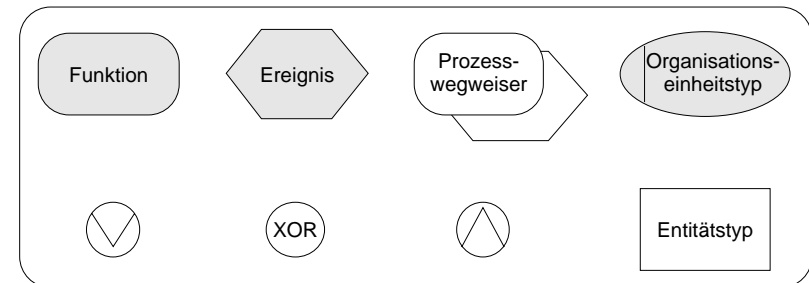 Funktion
Ereignis
Prozess-
wegweiser
Organisations-
einheitstyp
XOR
Entitätstyp